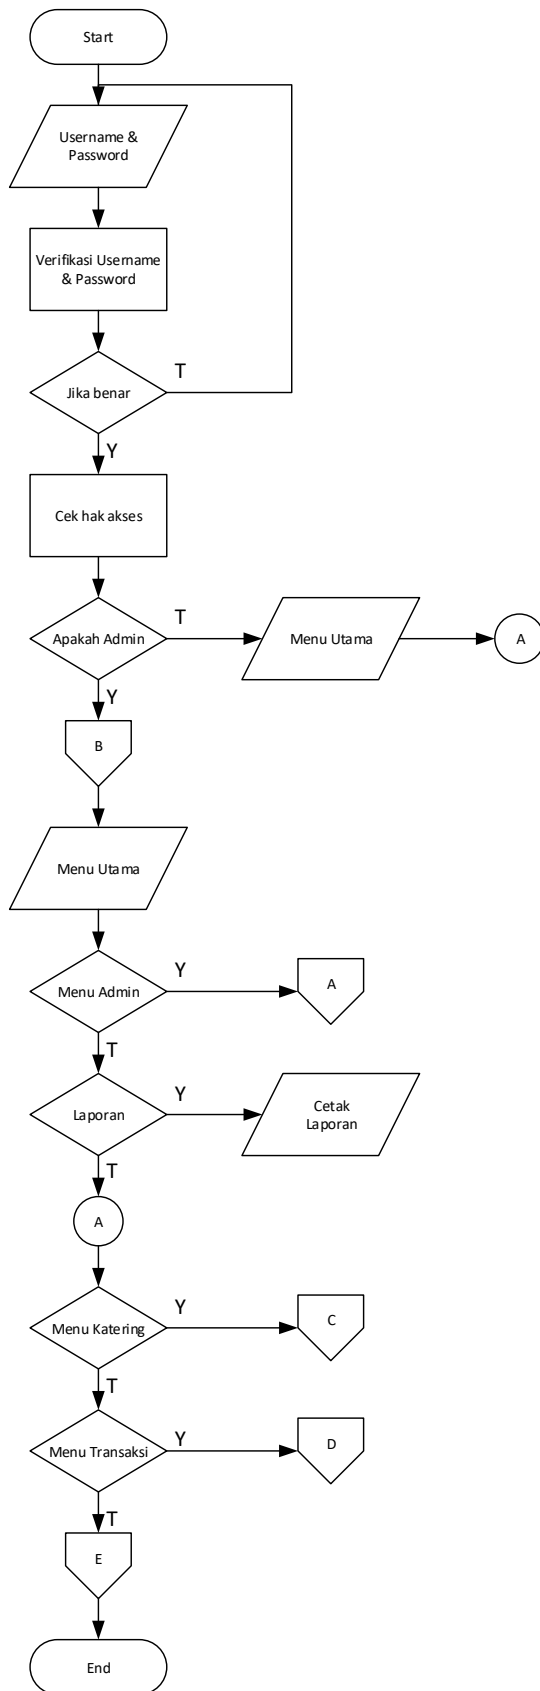 Start
Username &
Password
Verifikasi Username
& Password
Jika benar
T
Y
Cek hak akses
Apakah Admin
T
Menu Utama
A
Y
B
Menu Utama
Menu Admin
Y
A
T
Laporan
Y
Cetak
Laporan
T
A
Menu Katering
Y
C
T
Menu Transaksi
Y
D
T
E
End